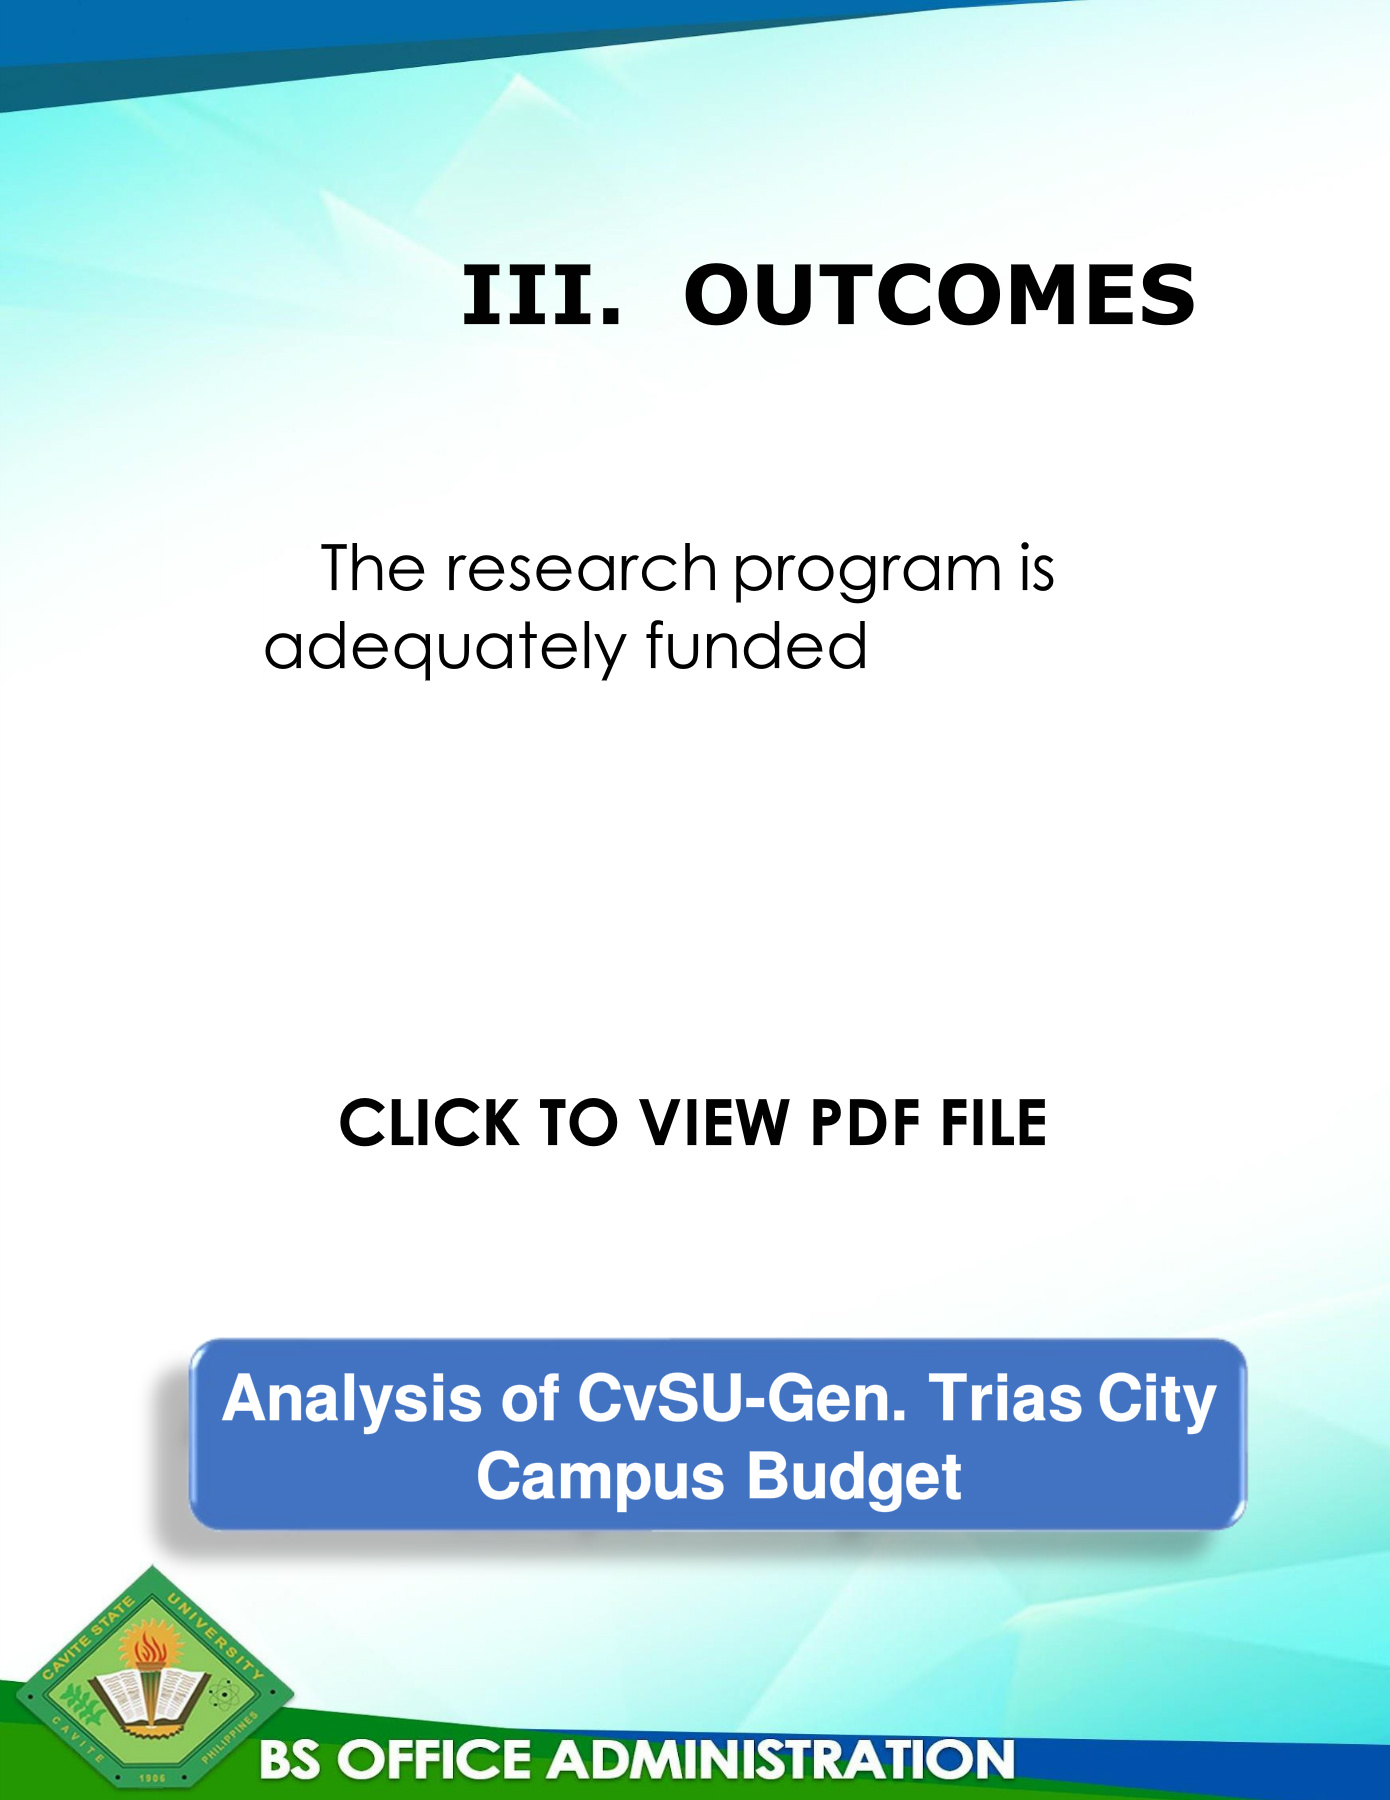 III. OUTCOMES
The research program is
adequately funded
CLICK TO VIEW PDF FILE
Analysis of CvSU-Gen. Trias City
Campus Budget
CAVITE STATE UNIVERSITY
CAVITE 1906 PHILIPPINES
BS OFFICE ADMINISTRATION